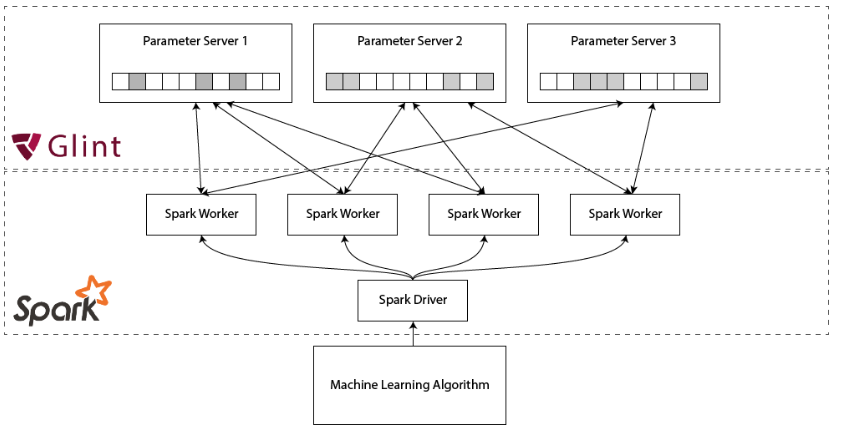 Parameter Server 1
Parameter Server 2
Parameter Server 3
Glint
Spark Worker
Spark Worker
Spark Worker
Spark Worker
Spark
Spark Driver
Machine Learning Algorithm